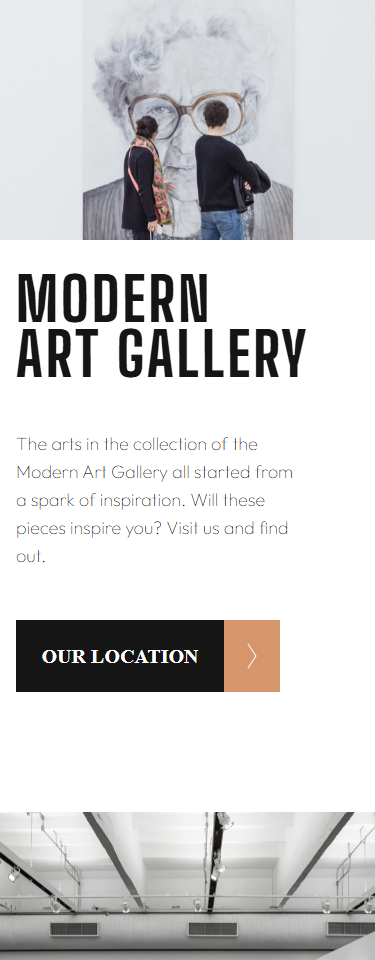 MODERN
ART GALLERY
The arts in the collection of the
Modern Art Gallery all started from
a spark of inspiration. Will these
pieces inspire you? Visit us and find
out.
OUR LOCATION